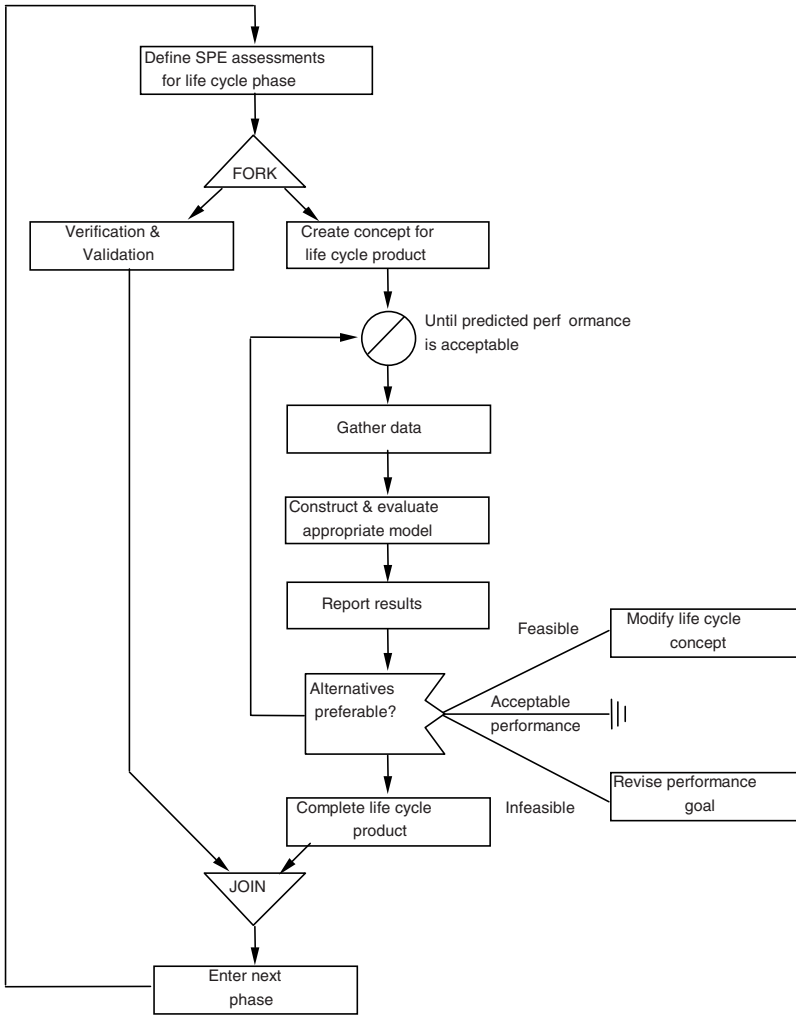 Define SPE assessments
for life cycle phase
FORK
Verification &
Validation
Create concept for
life cycle product
Until predicted perf ormance
is acceptable
Gather data
Construct & evaluate
appropriate model
Report results
Alternatives
preferable?
Feasible
Modify life cycle
concept
Acceptable
performance
Infeasible
Revise performance
goal
Complete life cycle
product
JOIN
Enter next
phase